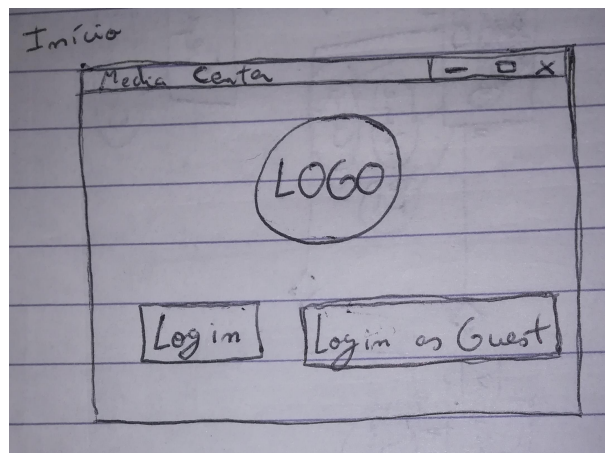 Início
Media Center
LOGO
Login
Login as Guest